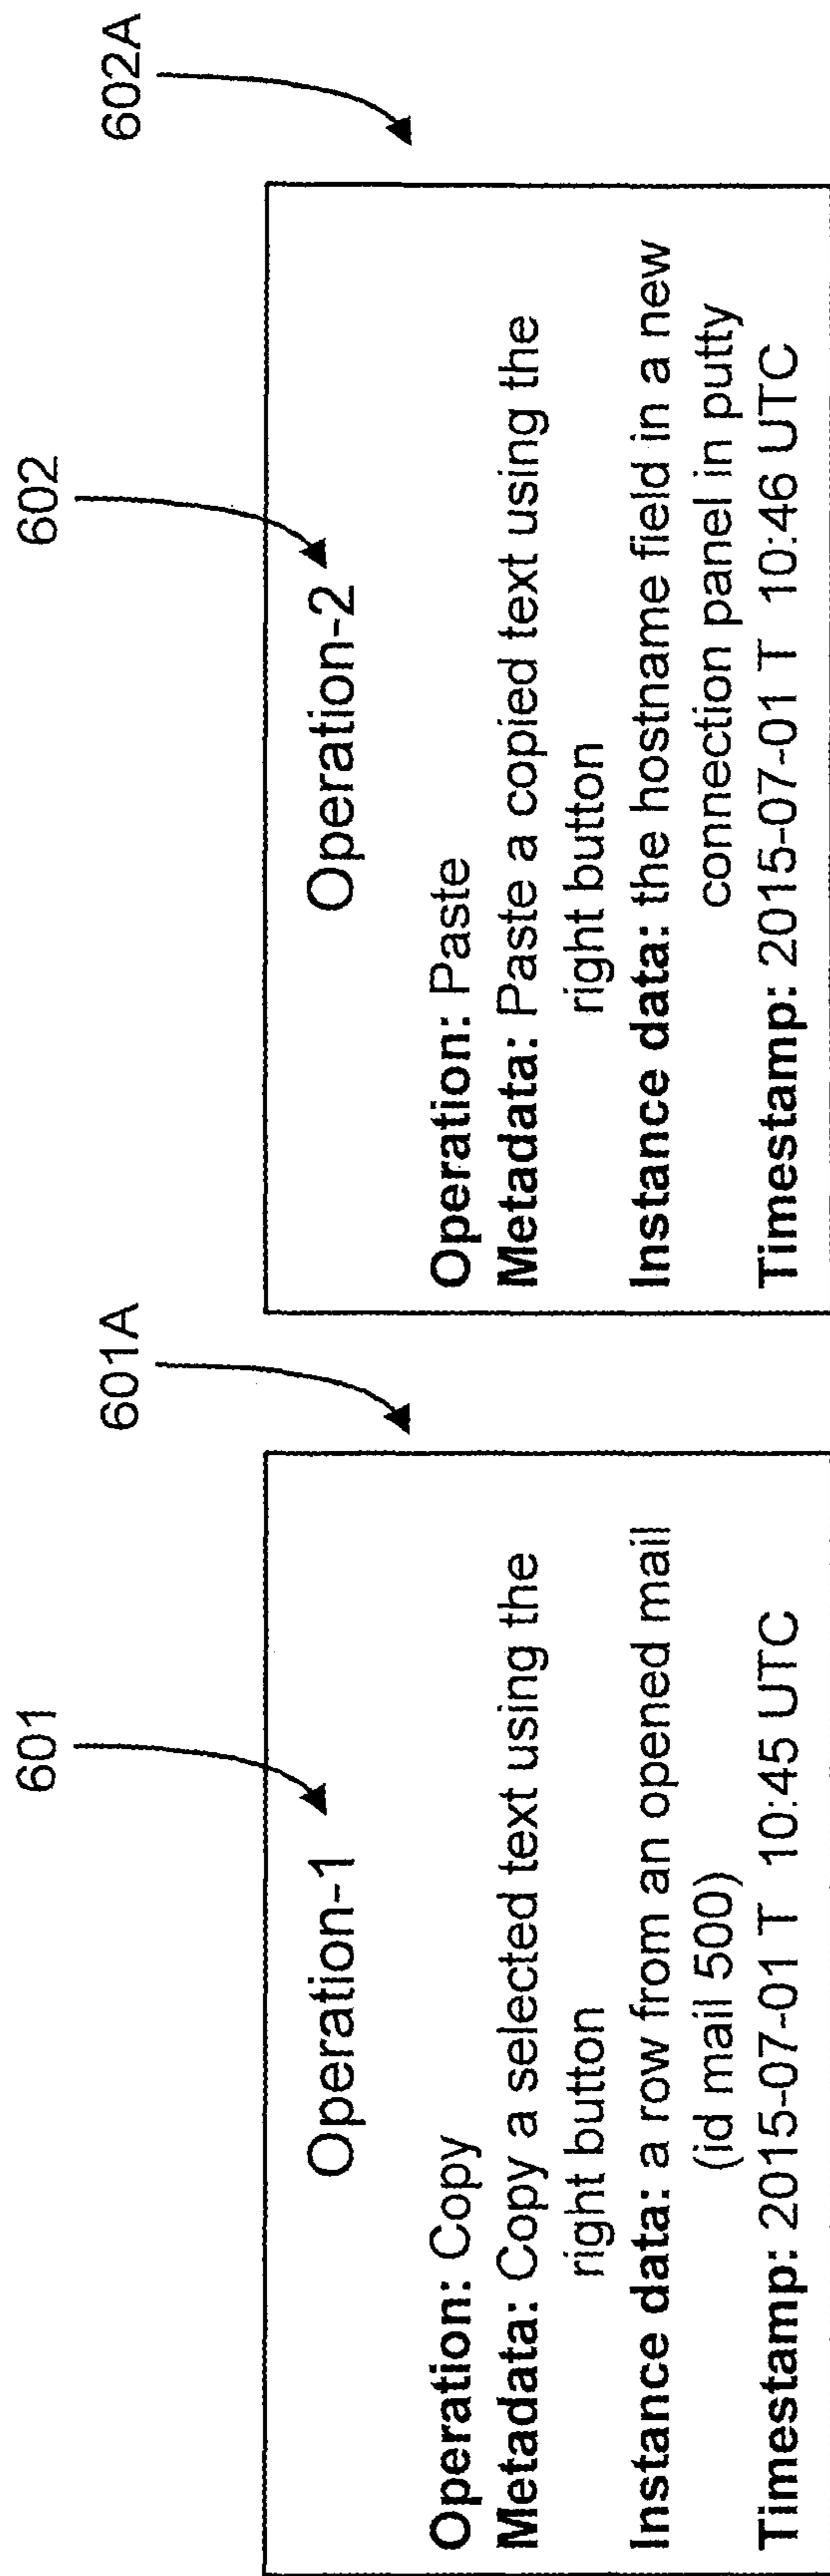 601
601A
Operation-1
Operation: Copy
Metadata: Copy a selected text using the
right button
Instance data: a row from an opened mail
(id mail 500)
Timestamp: 2015-07-01 T 10:45 UTC
602
602A
Operation-2
Operation: Paste
Metadata: Paste a copied text using the
right button
Instance data: the hostname field in a new
connection panel in putty
Timestamp: 2015-07-01 T 10:46 UTC